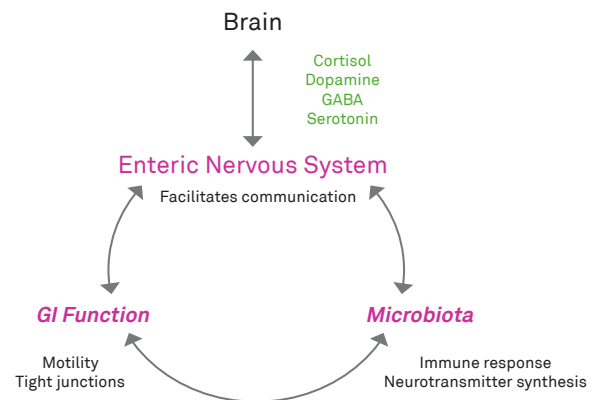 Brain
Cortisol
Dopamine
GABA
Serotonin
Enteric Nervous System
Facilitates communication
GI Function
Motility
Tight junctions
Microbiota
Immune response
Neurotransmitter synthesis